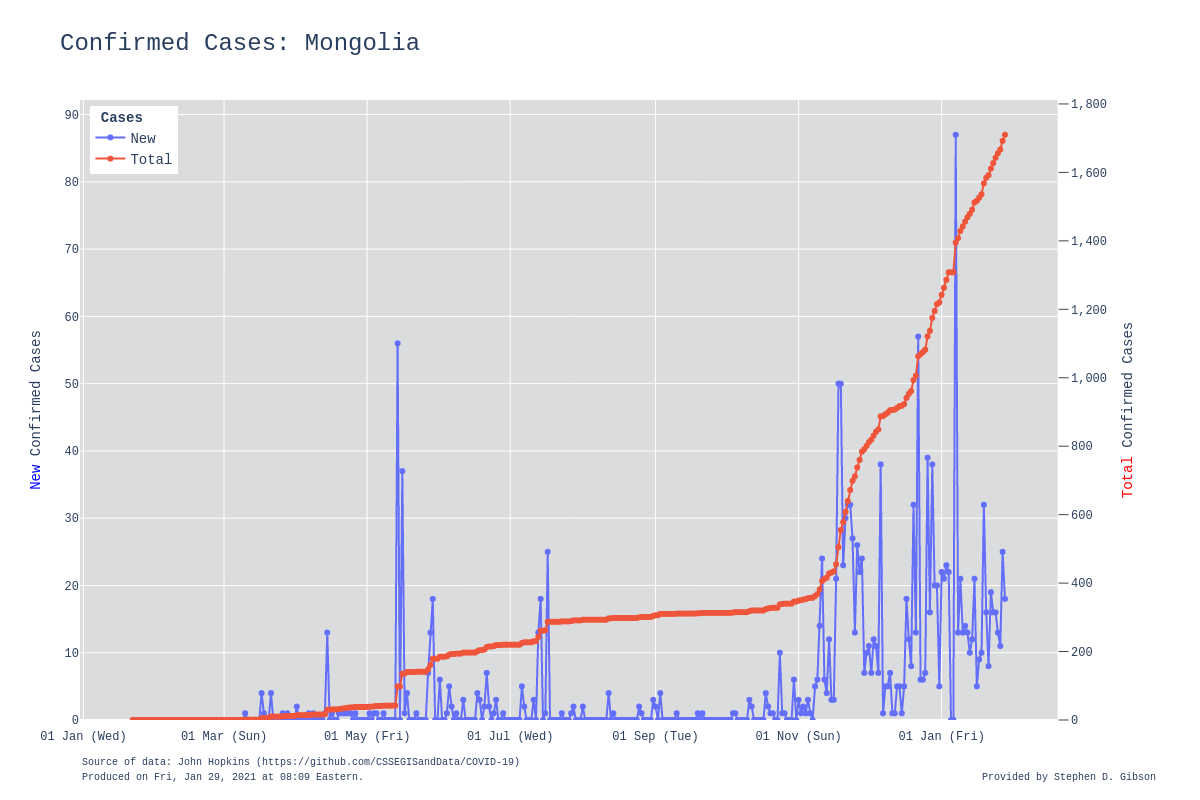 Confirmed Cases: Mongolia
Cases
New
Total
90
80
70
60
50
40
30
20
10
0
1,800
1,600
1,400
1,200
1,000
800
600
400
200
0
New Confirmed Cases
Total Confirmed Cases
01 Jan (Wed) 01 Mar (Sun) 01 May (Fri) 01 Jul (Wed) 01 Sep (Tue) 01 Nov (Sun) 01 Jan (Fri)
Source of data: John Hopkins (https://github.com/CSSEGISandData/COVID-19)
Produced on Fri, Jan 29, 2021 at 08:09 Eastern.
Provided by Stephen D. Gibson